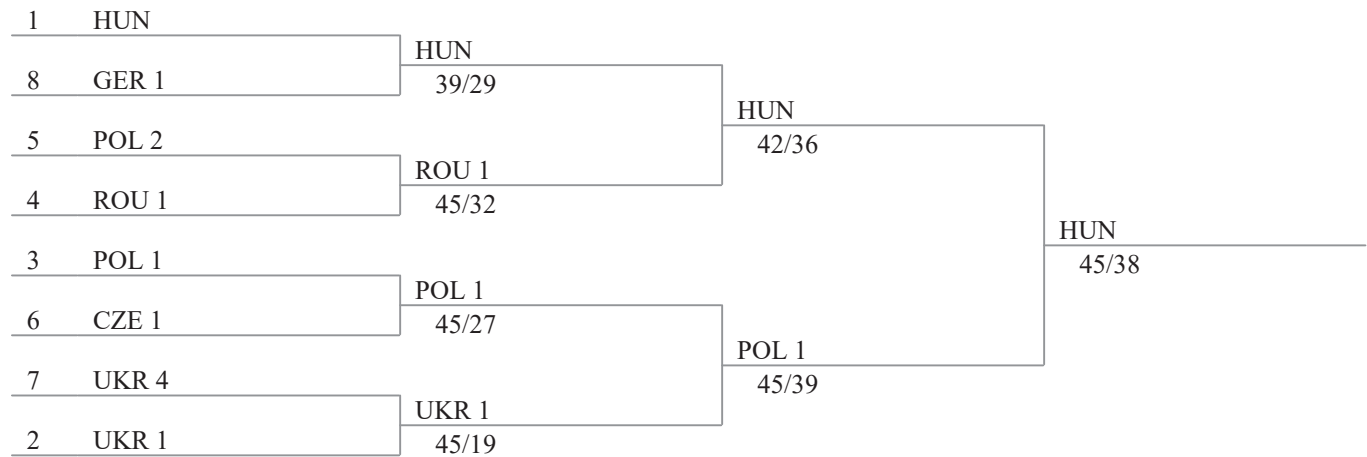 1 HUN
HUN
8 GER 1
39/29
HUN
5 POL 2
42/36
ROU 1
4 ROU 1
45/32
HUN
3 POL 1
45/38
POL 1
6 CZE 1
45/27
POL 1
7 UKR 4
45/39
UKR 1
2 UKR 1
45/19